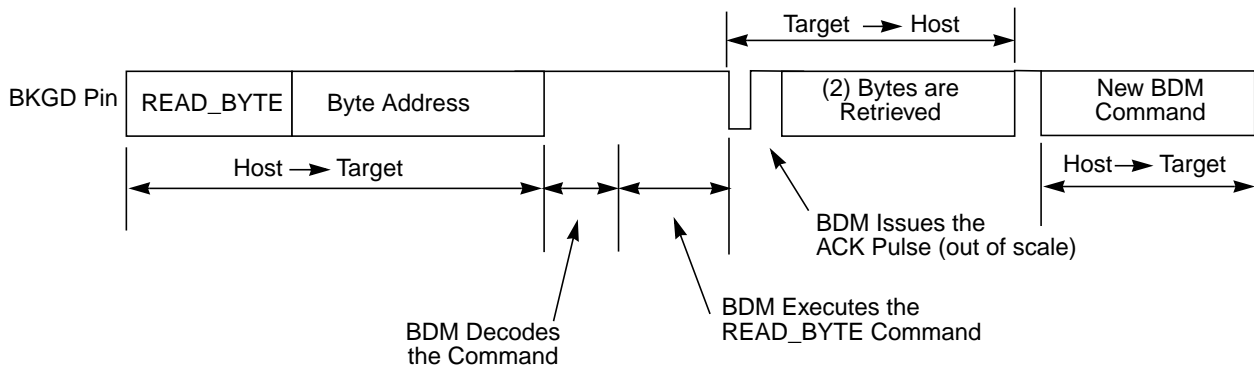 Target → Host
BKGD Pin
READ_BYTE
Byte Address
(2) Bytes are
Retrieved
New BDM
Command
Host → Target
Host → Target
BDM Issues the
ACK Pulse (out of scale)
BDM Decodes
the Command
BDM Executes the
READ_BYTE Command